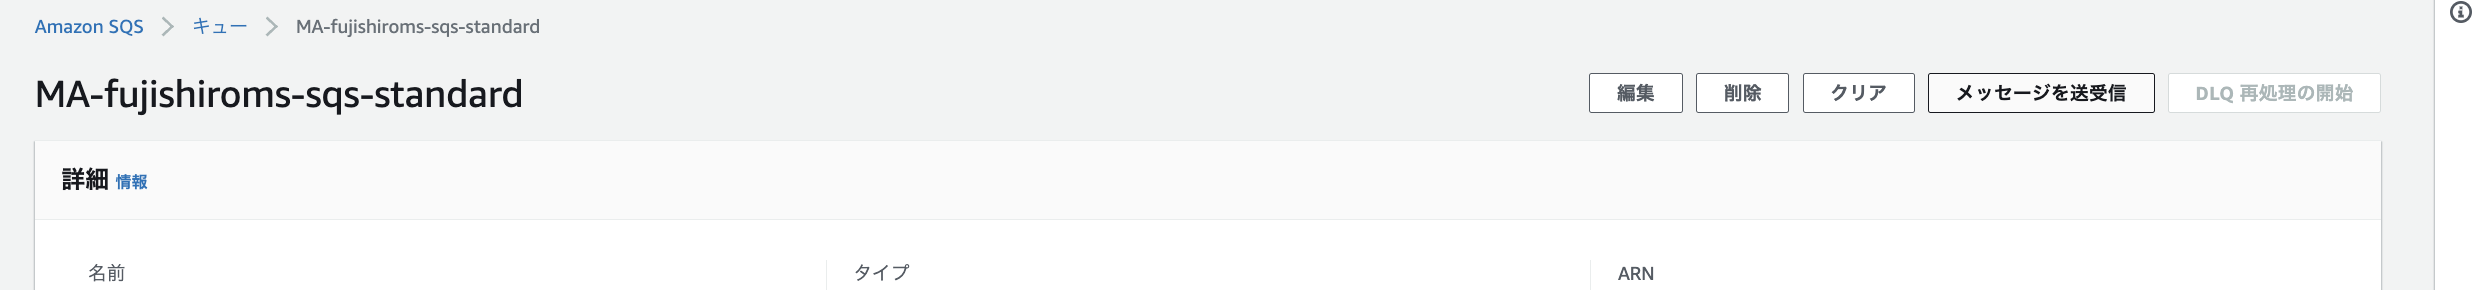 Amazon SQS > キュー > MA-fujishiroms-sqs-standard
MA-fujishiroms-sqs-standard
編集 削除 クリア メッセージを送受信 DLQ 再処理の開始
詳細 情報
名前 タイプ ARN